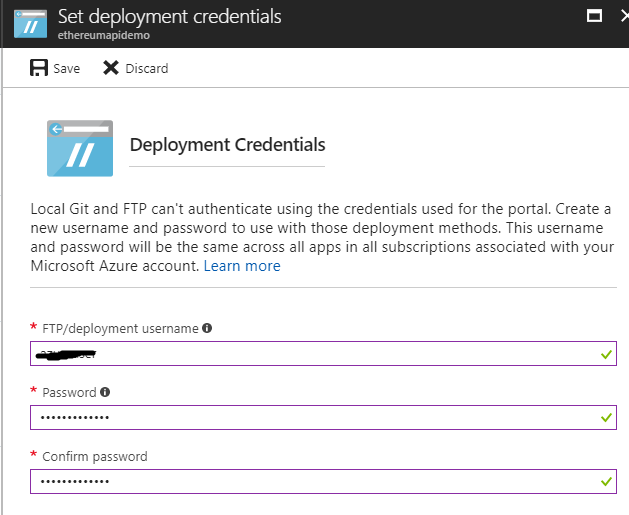 Set deployment credentials
ethereumapidemo
Save Discard
Deployment Credentials
Local Git and FTP can't authenticate using the credentials used for the portal. Create a
new username and password to use with those deployment methods. This username
and password will be the same across all apps in all subscriptions associated with your
Microsoft Azure account. Learn more
* FTP/deployment username
* Password
•••••••••••••
* Confirm password
•••••••••••••